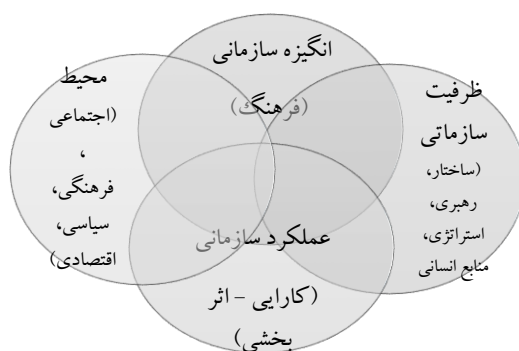 انگیزه سازمانی
(فرهنگ)
ظرفیت
سازماتی
(ساختار،
رهبری،
استراتژی،
منابع انسانی
محیط
(اجتماعی
،
فرهنگی،
سیاسی،
اقتصادی)
عملکرد سازمانی
(کارایی – اثر
بخشی)